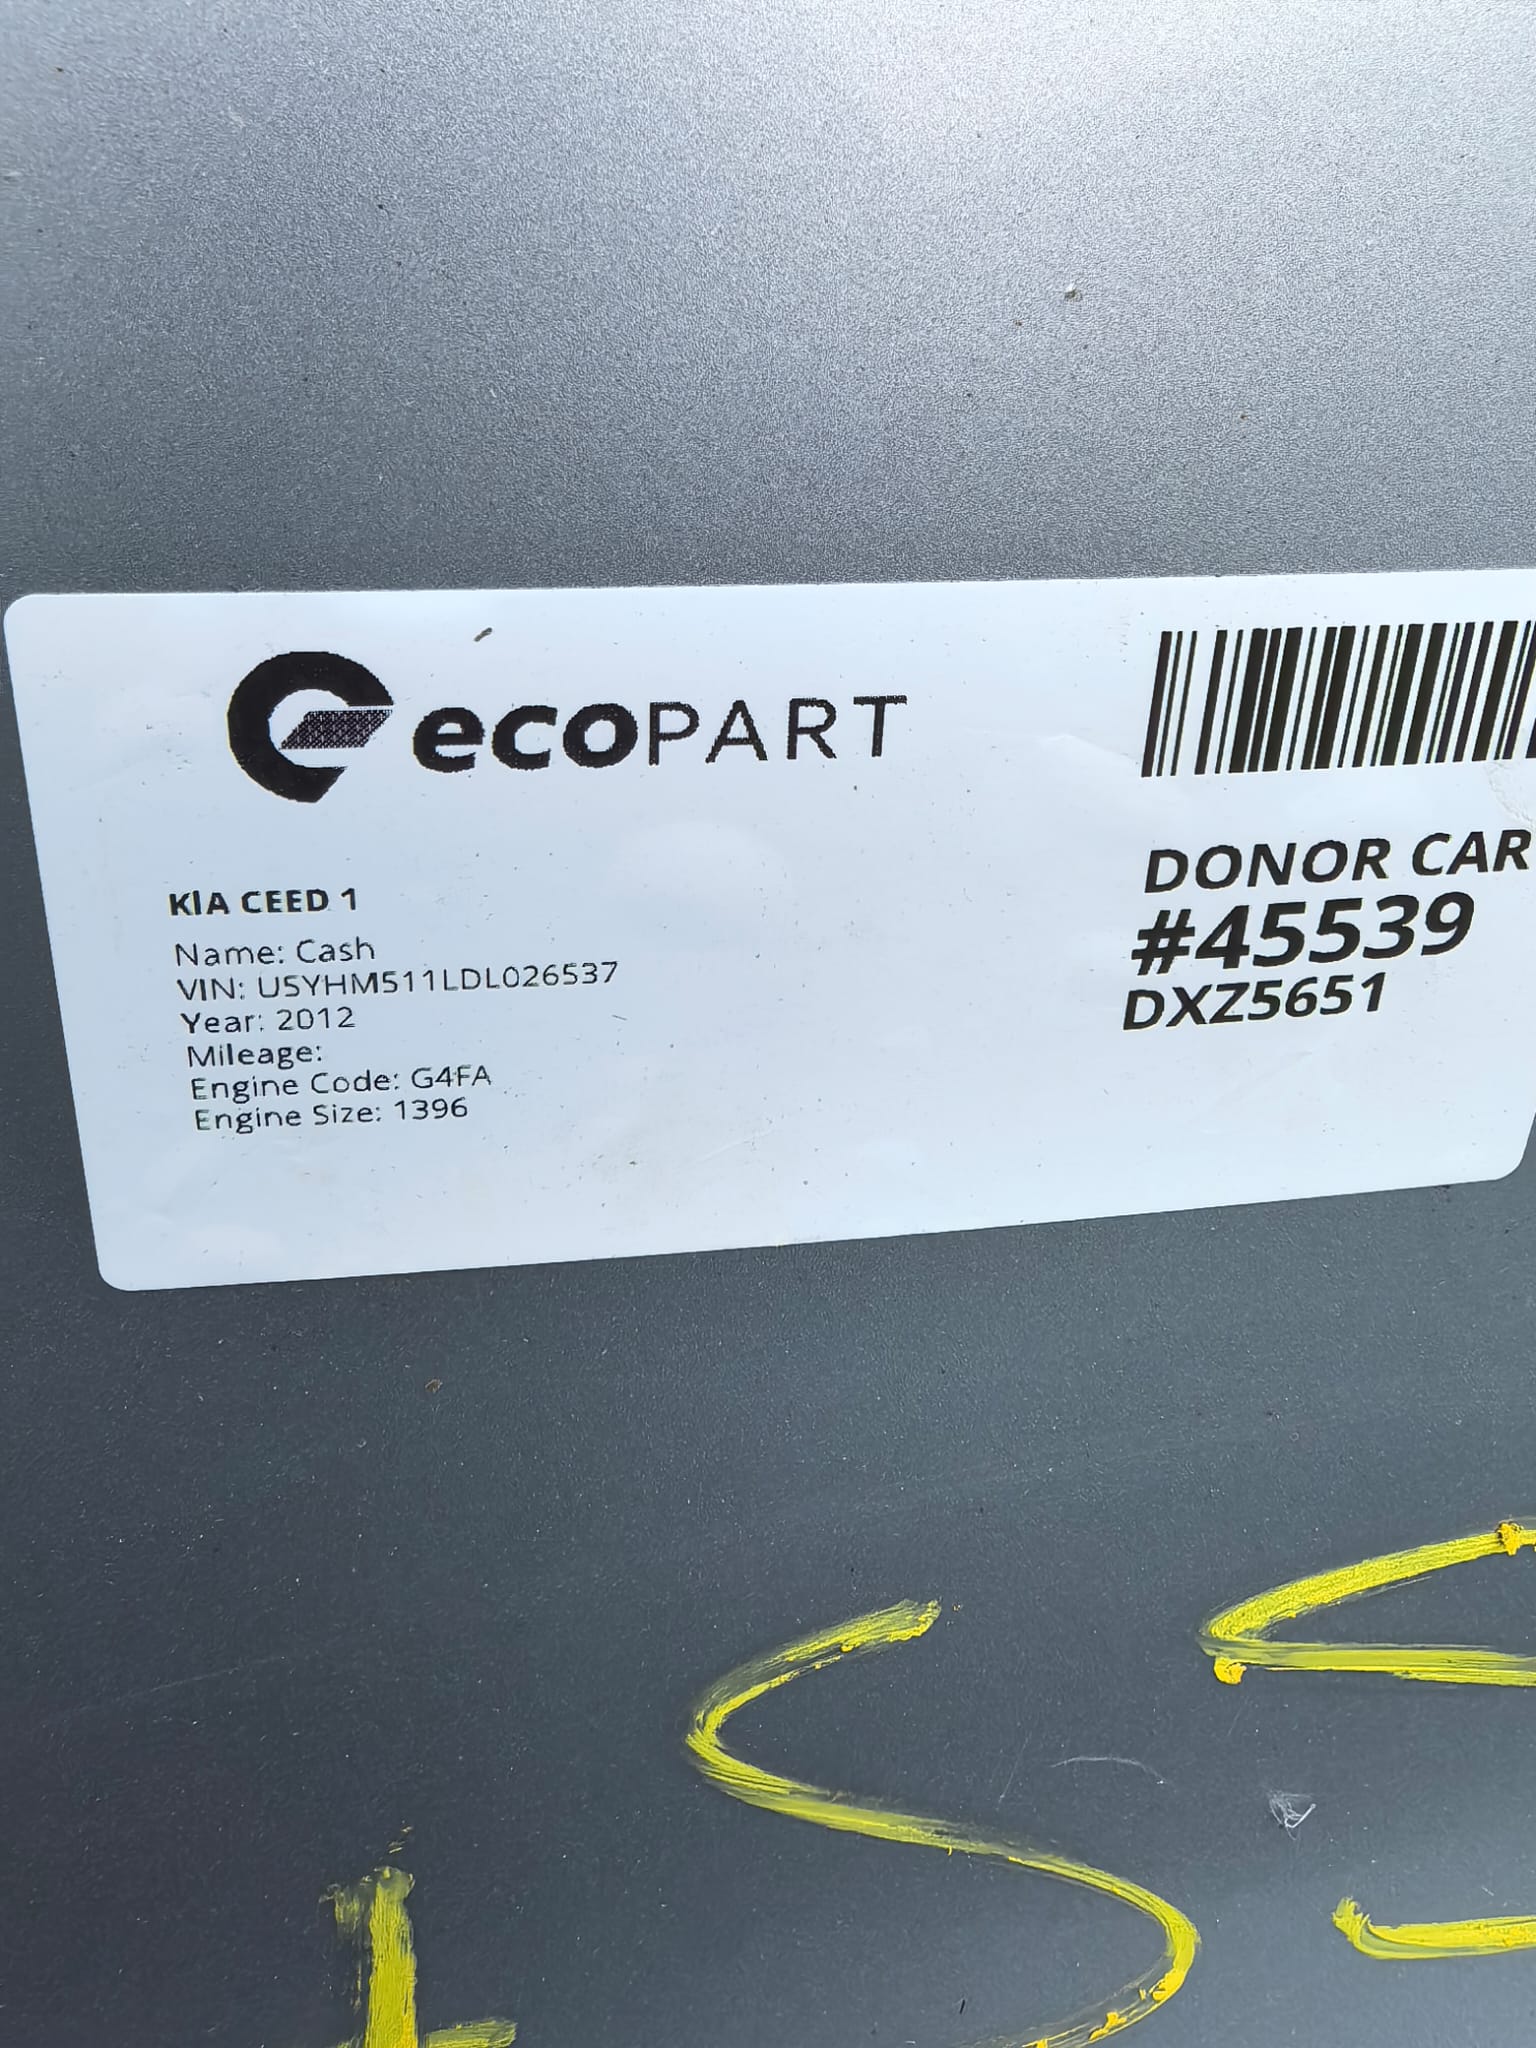 ecoPART
KIA CEED 1
Name: Cash
VIN: U5YHM511LDL026537
Year: 2012
Mileage:
Engine Code: G4FA
Engine Size: 1396
DONOR CAR
#45539
DXZ5651